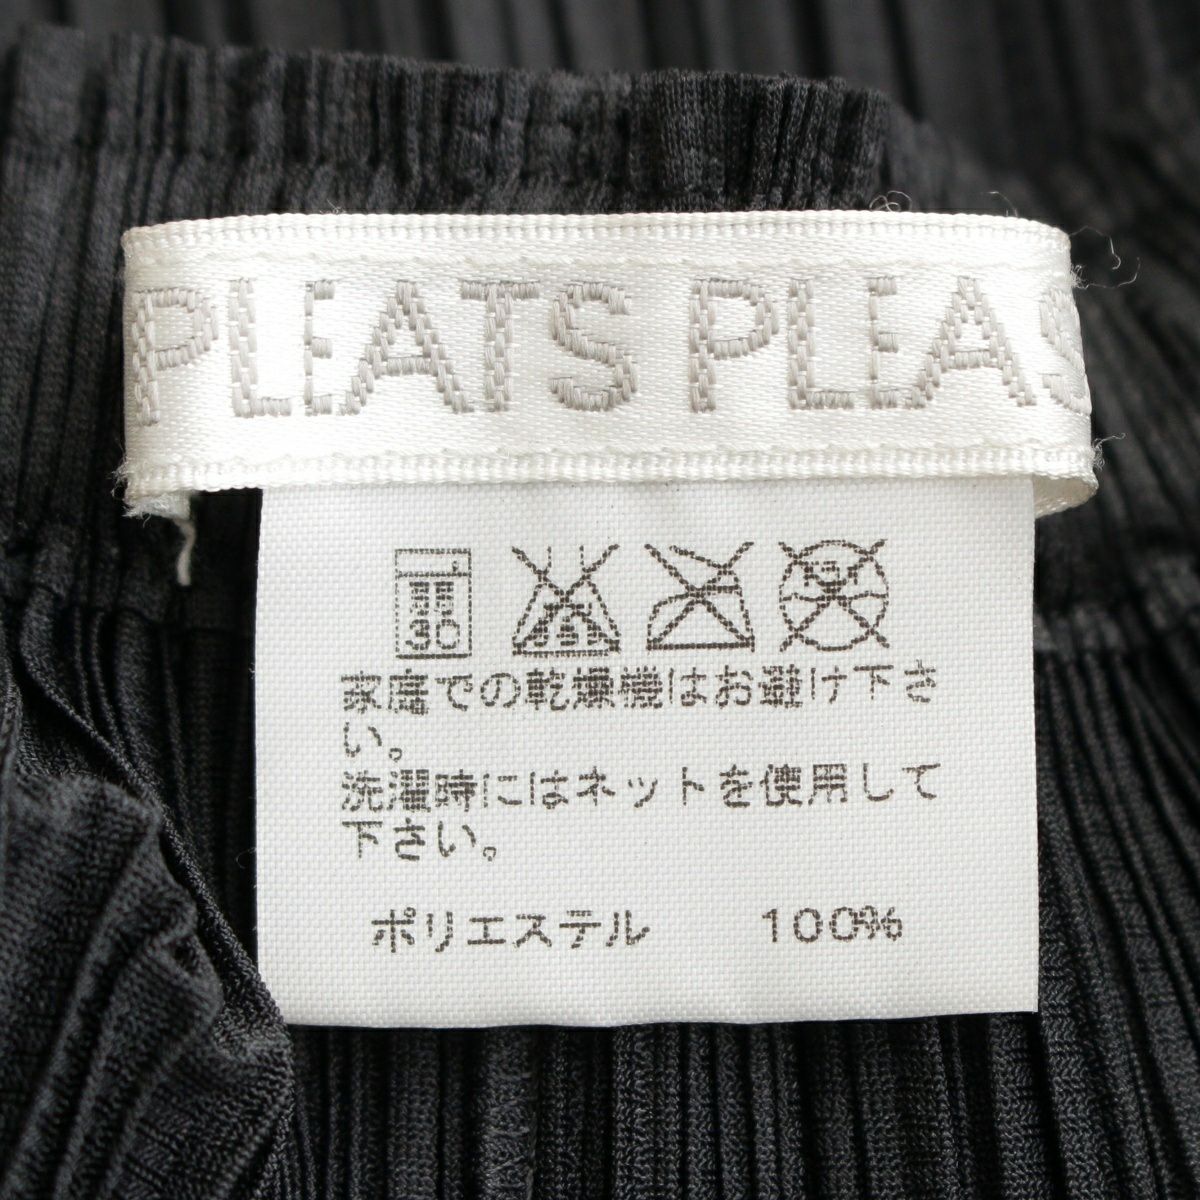 PLEATS PLEAS
30
家庭での乾燥機はお避け下さ
い。
洗濯時にはネットを使用して
下さい。
ポリエステル 100%